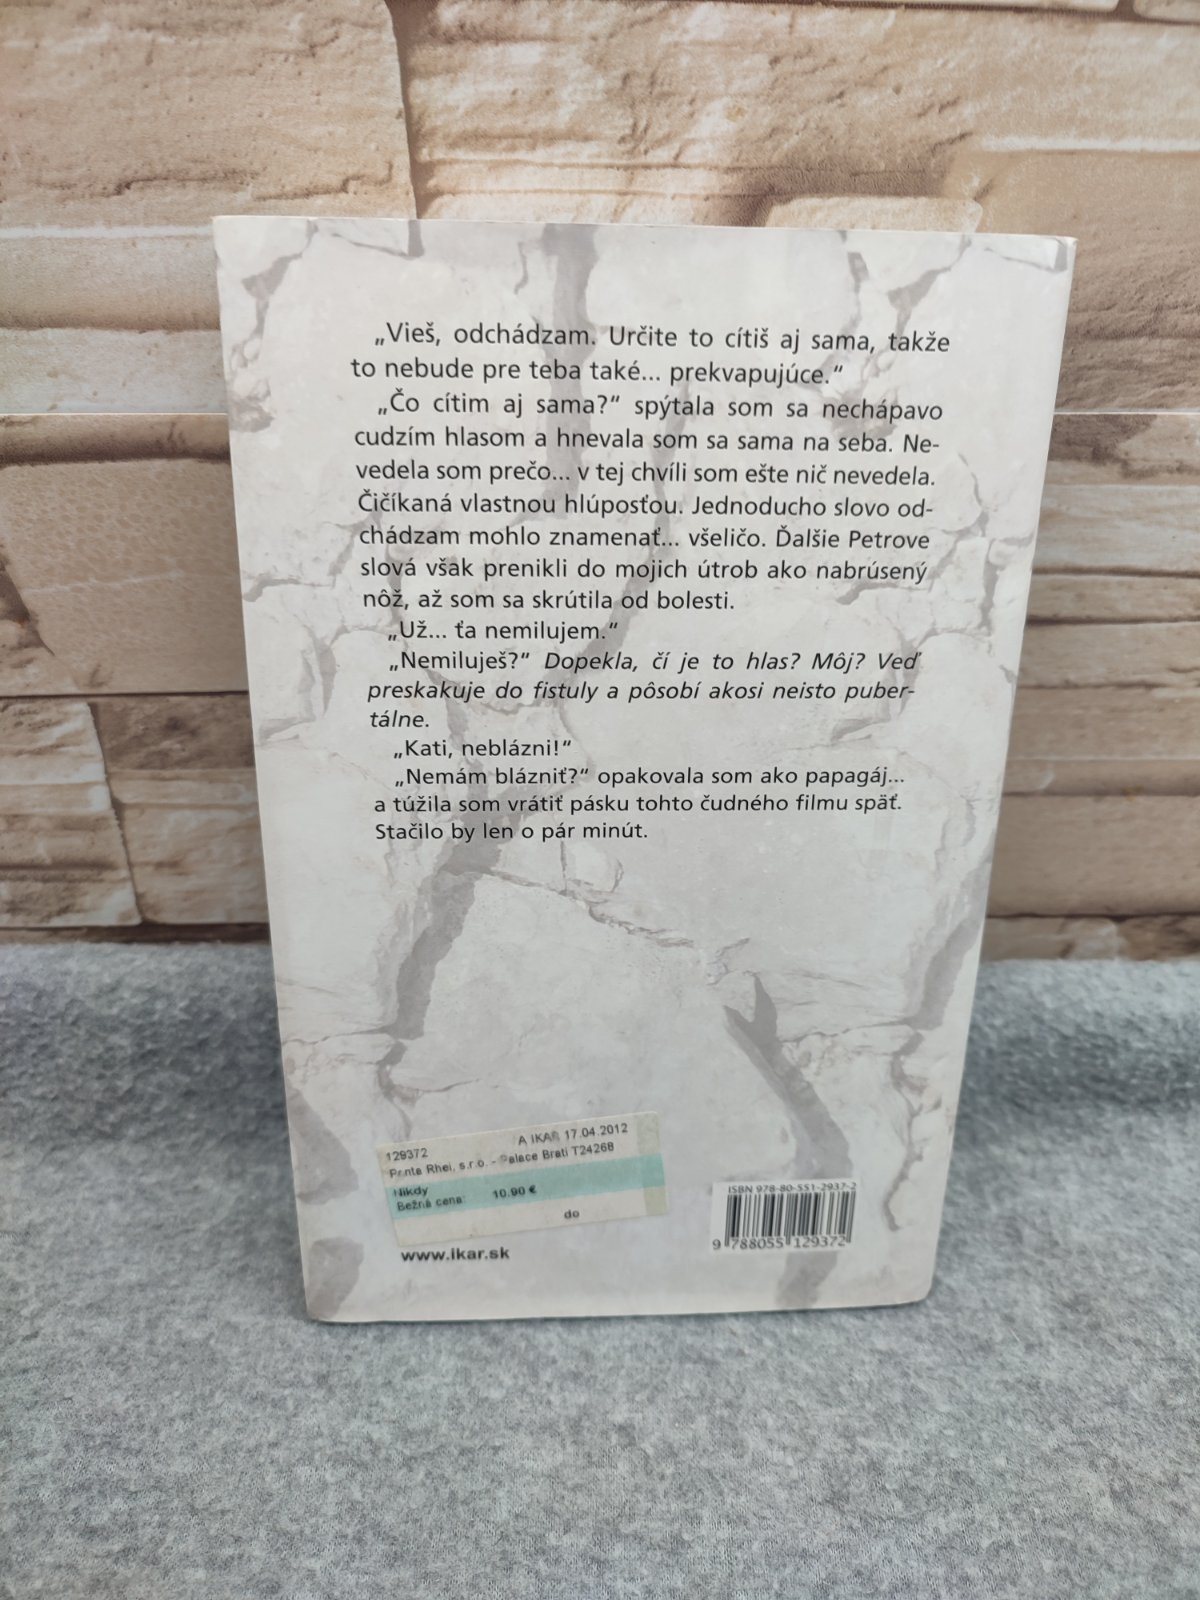 „Vieš, odchádzam. Určite to cítiš aj sama, takže
to nebude pre teba také... prekvapujúce.“
„Čo cítim aj sama?“ spýtala som sa nechápavo
cudzím hlasom a hnevala som sa sama na seba. Ne-
vedela som prečo... v tej chvíli som ešte nič nevedela.
Čičíkaná vlastnou hlúposťou. Jednoducho slovo od-
chádzam mohlo znamenať... všeličo. Ďalšie Petrove
slová však prenikli do mojich útrob ako nabrúsený
nôž, až som sa skrútila od bolesti.
„Už... ťa nemilujem.“
„Nemiluješ?“ Dopekla, čí je to hlas? Môj? Veď
preskakuje do fistuly a pôsobí akosi neisto puber-
tálne.
„Kati, neblázni!“
„Nemám blázniť?“ opakovala som ako papagáj...
a túžila som vrátiť pásku tohto čudného filmu späť.
Stačilo by len o pár minút.
129372 A IKAR 17.04.2012
Panta Rhei, s.r.o. - Palace Brati T24268
Nikdy
Bežná cena: 10.90 €
do
www.ikar.sk
ISBN 978-80-551-2937-2
9 788055 129372